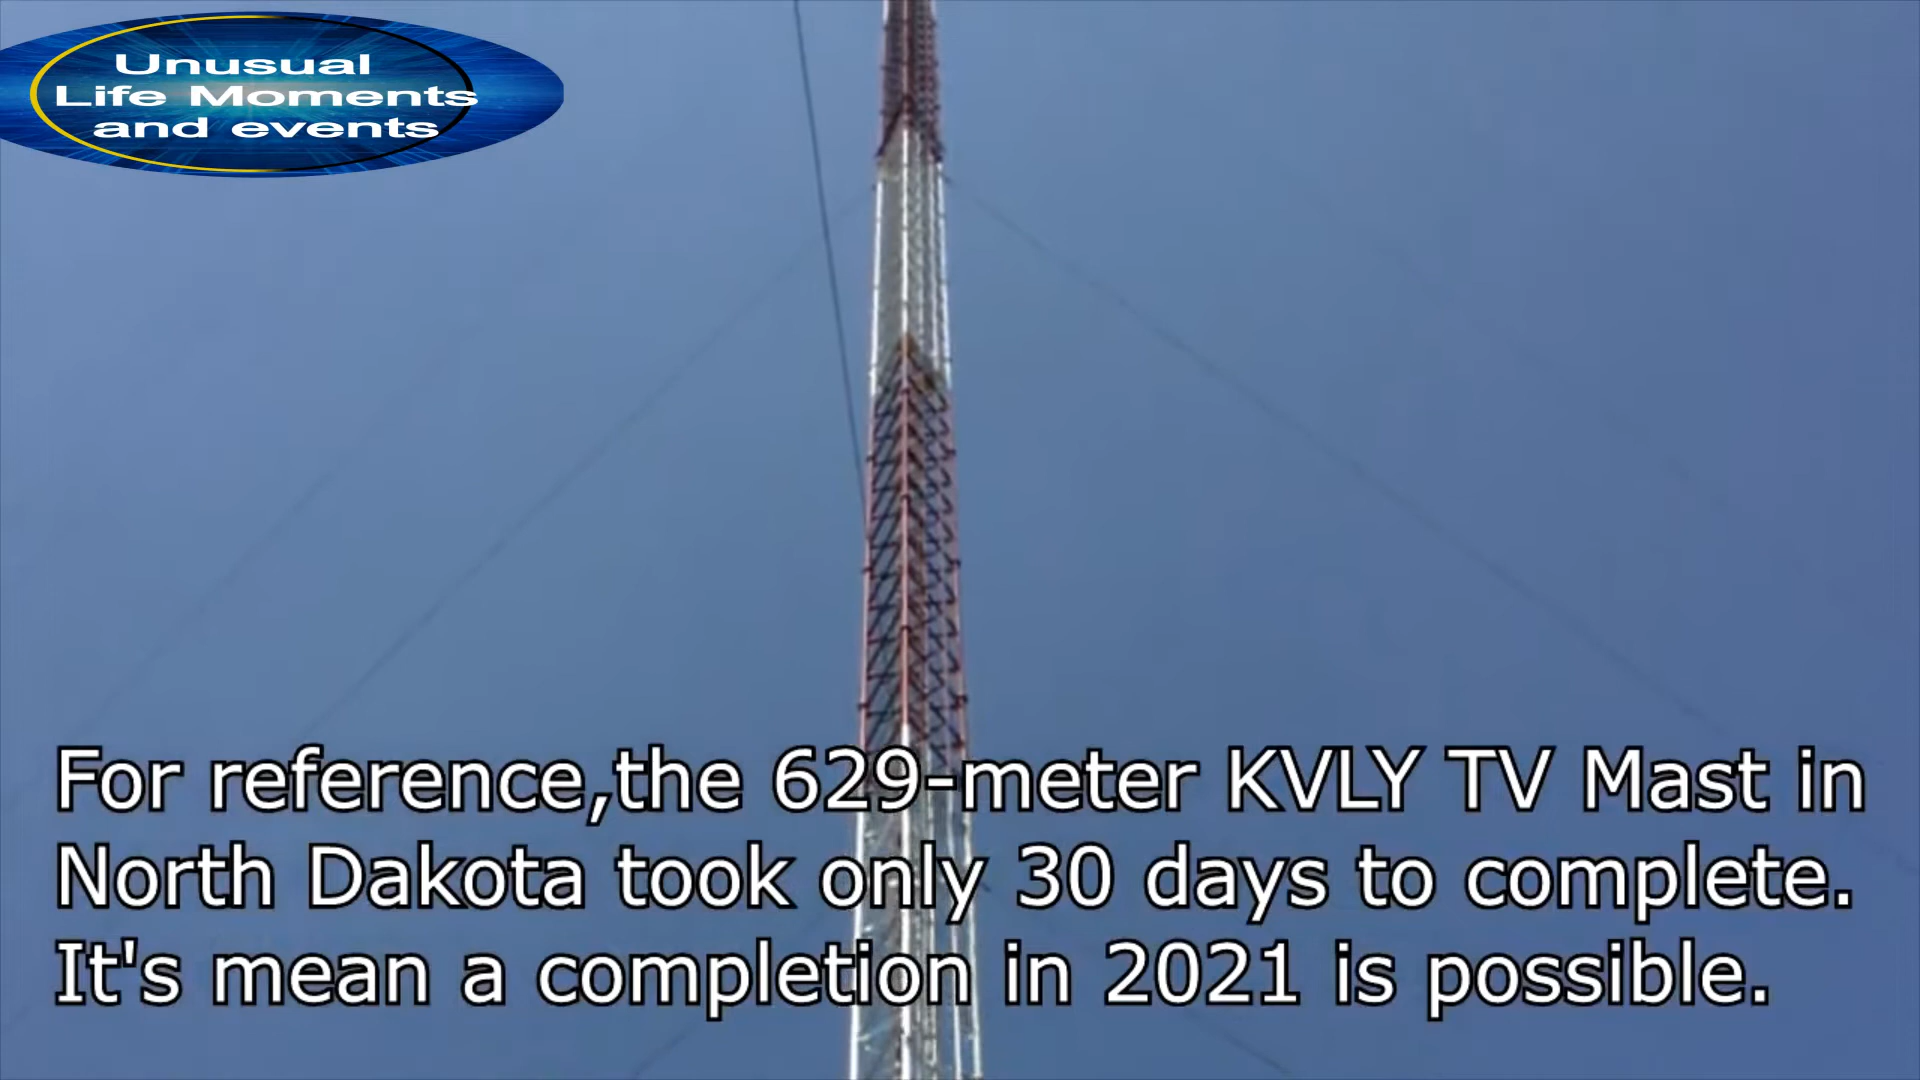 Unusual
Life Moments
and events
For reference,the 629-meter KVLY TV Mast in
North Dakota took only 30 days to complete.
It's mean a completion in 2021 is possible.